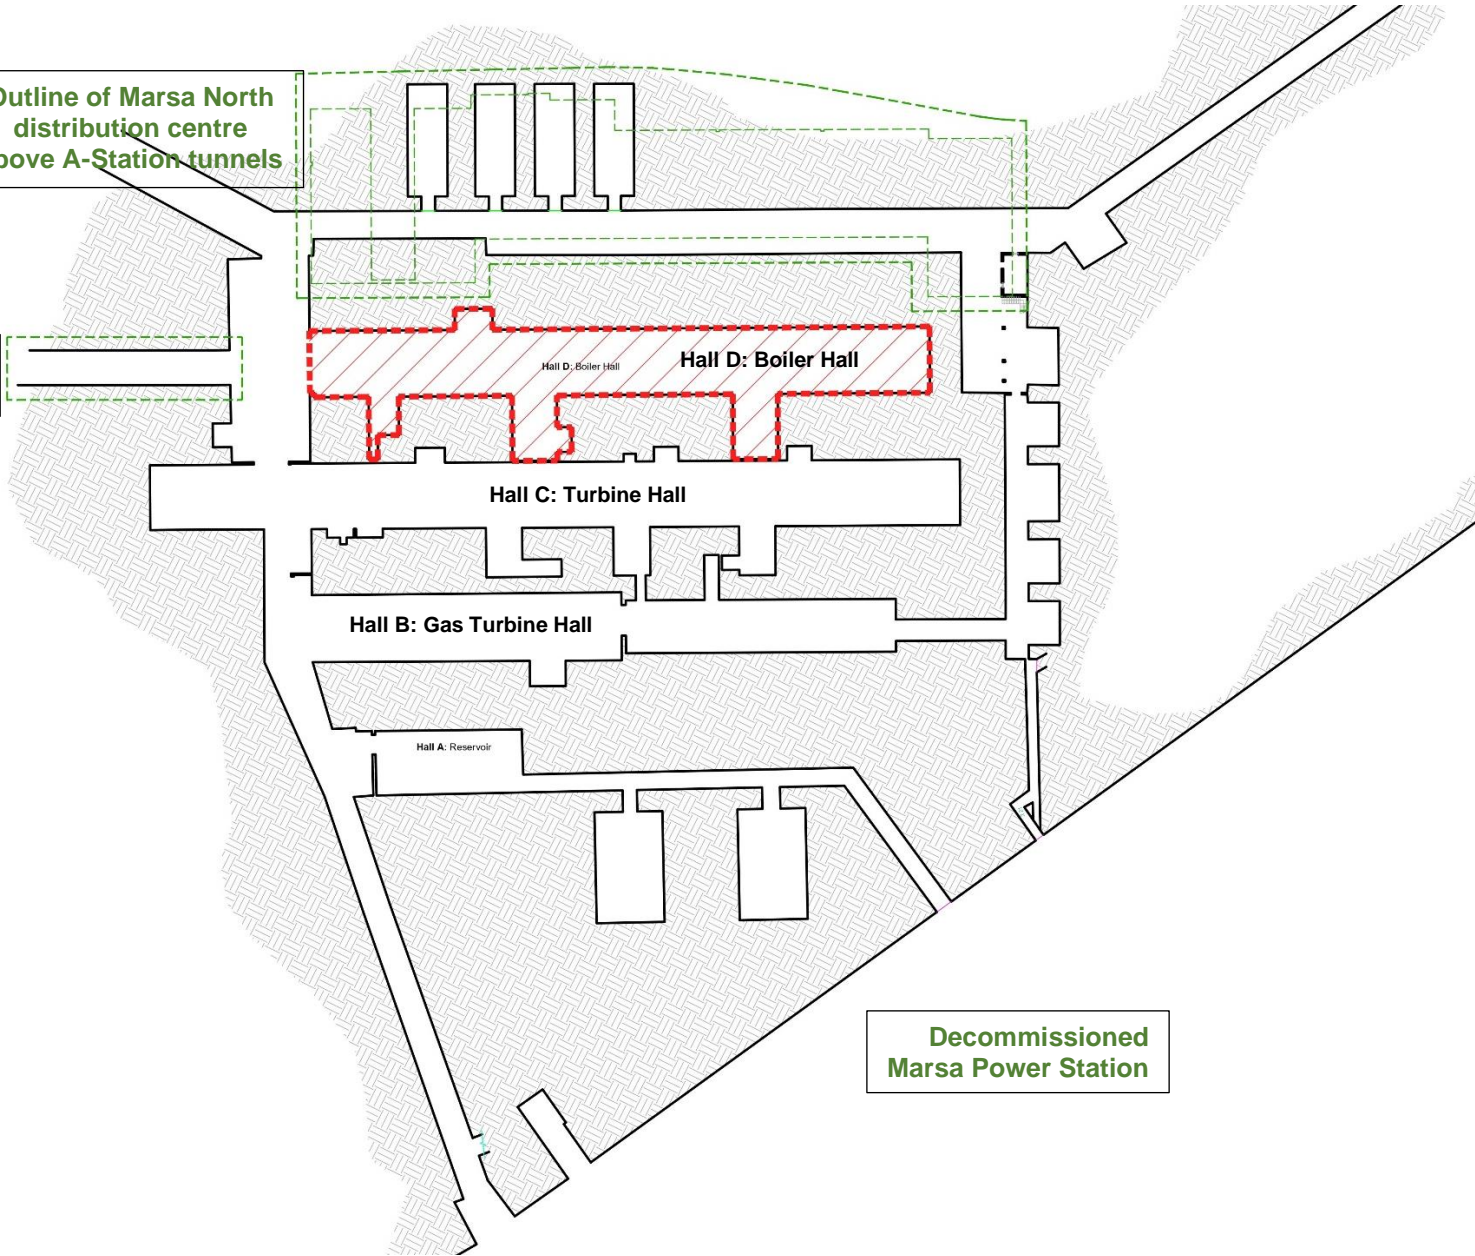 Outline of Marsa North
distribution centre
above A-Station tunnels
Hall D: Boiler Hall
Hall D: Boiler Hall
Hall C: Turbine Hall
Hall B: Gas Turbine Hall
Hall A: Reservoir
Decommissioned
Marsa Power Station